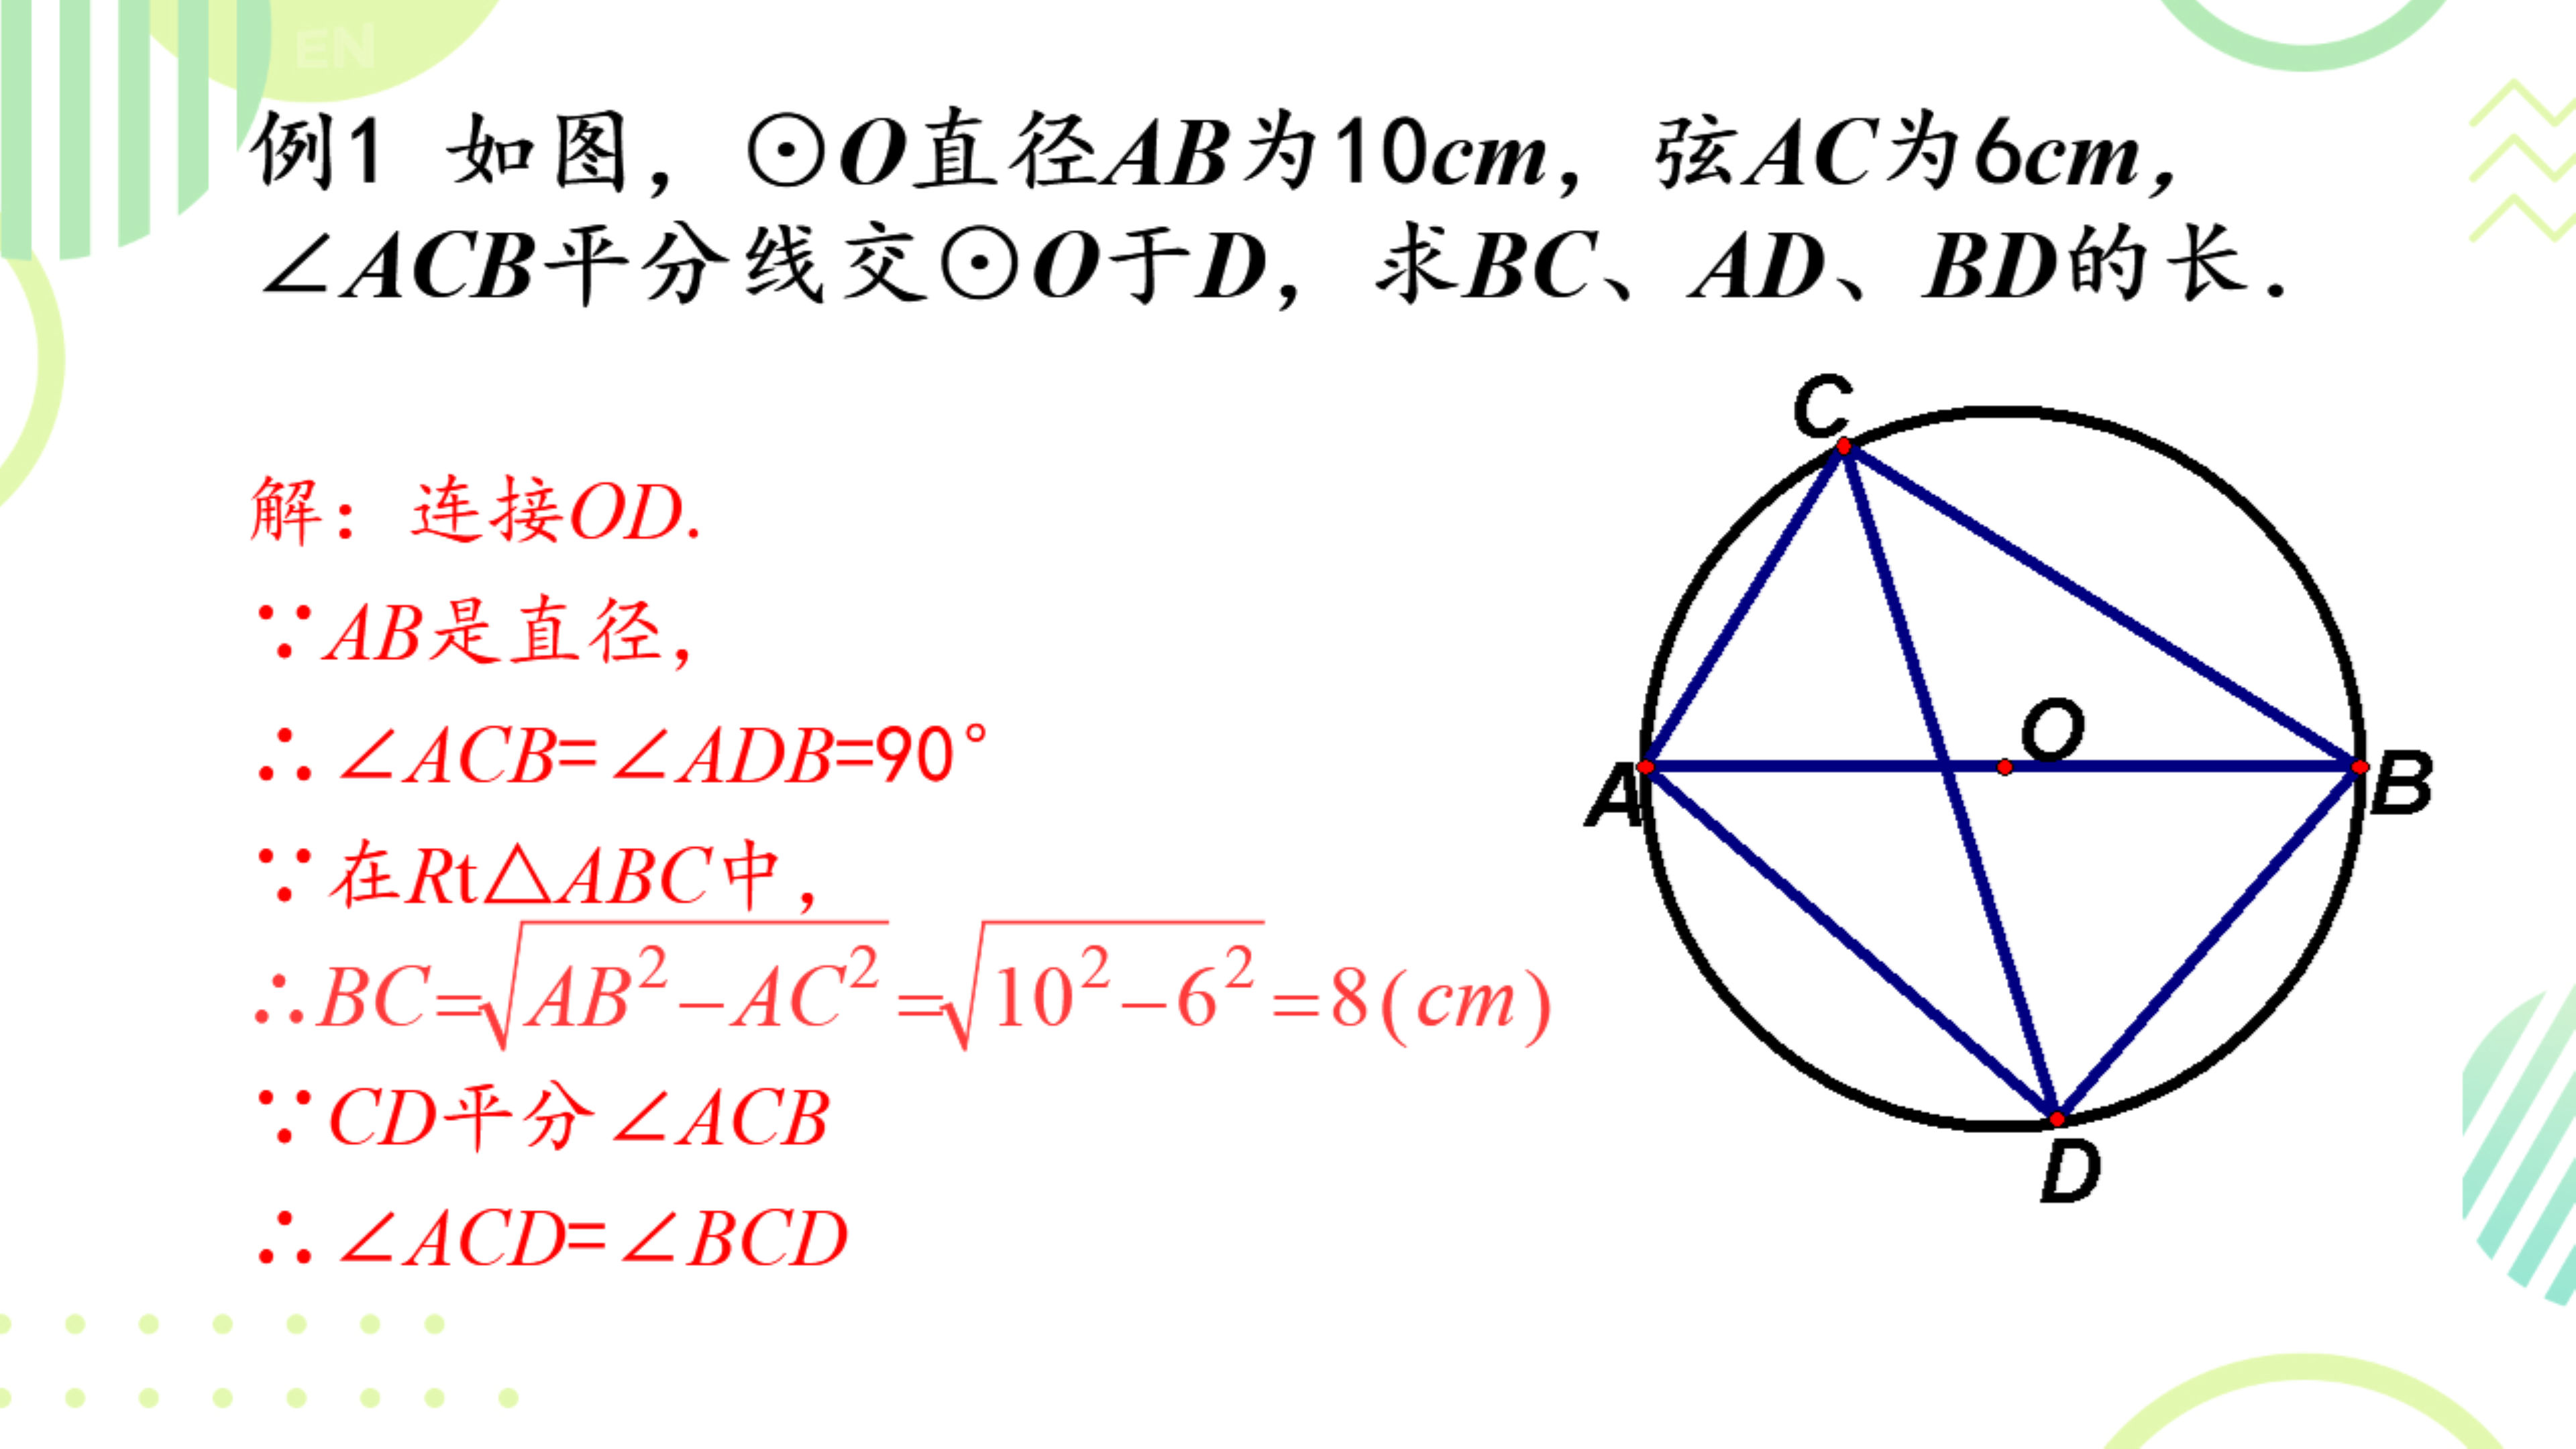 EN
例1 如图，⊙O直径AB为10cm，弦AC为6cm，
∠ACB平分线交⊙O于D，求BC、AD、BD的长.
解：连接OD.
∵AB是直径，
∴∠ACB=∠ADB=90°
∵在Rt△ABC中，
∴BC=√(AB²−AC²)=√(10²−6²)=8(cm)
∵CD平分∠ACB
∴∠ACD=∠BCD
C
O
A
B
D